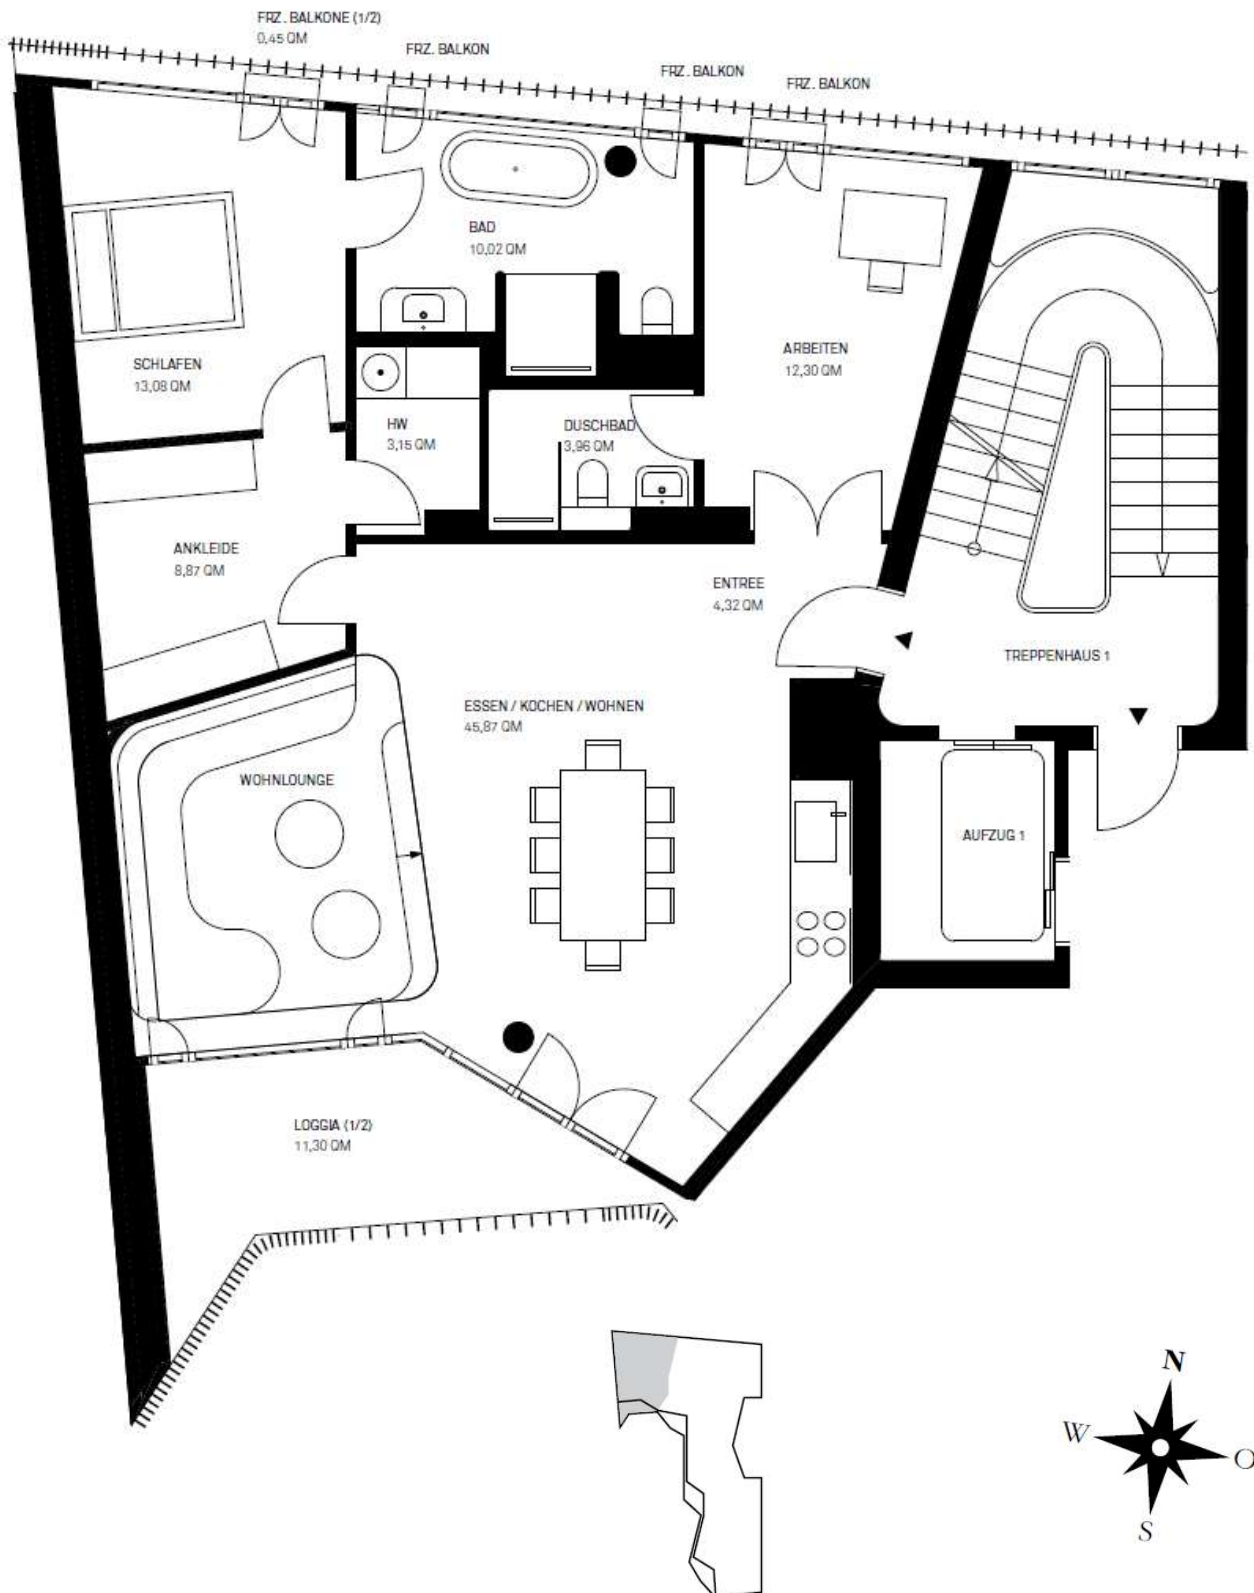 FRZ. BALKONE (1/2)
0,45 QM
FRZ. BALKON
FRZ. BALKON
FRZ. BALKON
BAD
10,02 QM
SCHLAFEN
13,08 QM
ARBEITEN
12,30 QM
HW
3,15 QM
DUSCHBAD
3,96 QM
ANKLEIDE
8,87 QM
ENTREE
4,32 QM
TREPPENHAUS 1
ESSEN / KOCHEN / WOHNEN
45,87 QM
WOHNLOUNGE
AUFZUG 1
LOGGIA (1/2)
11,30 QM
N
W
O
S